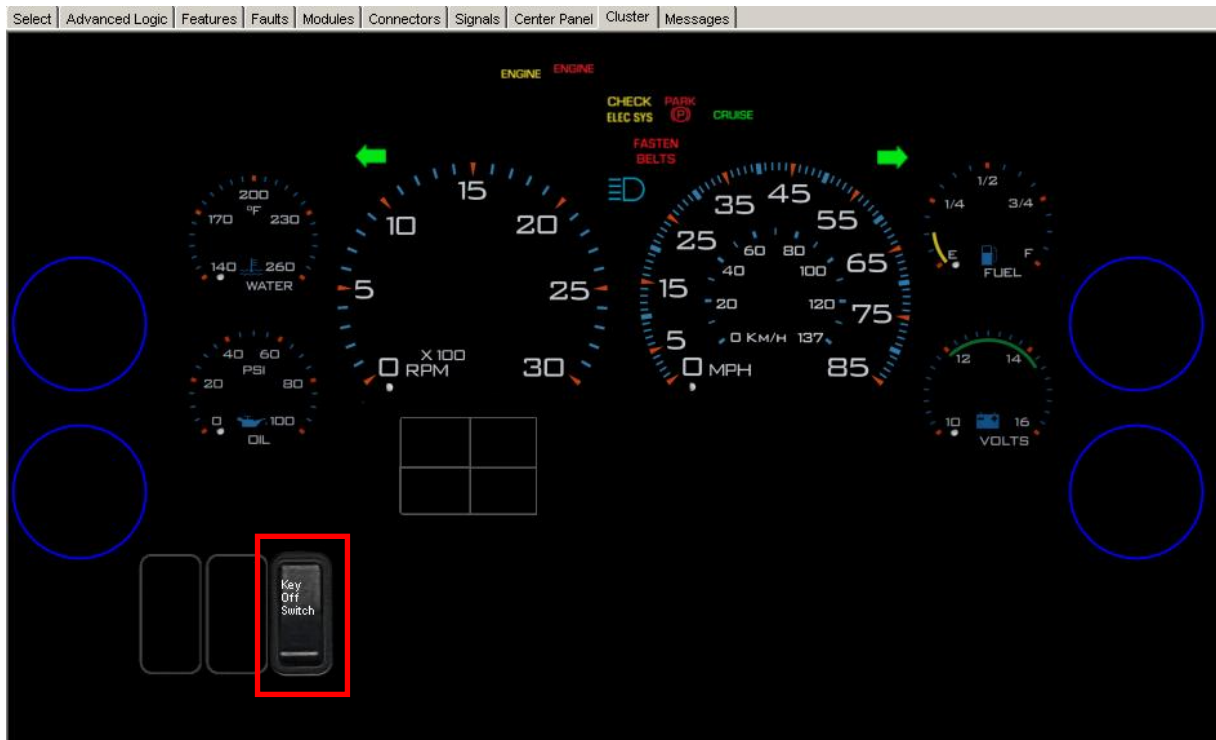 Select Advanced Logic Features Faults Modules Connectors Signals Center Panel Cluster Messages
ENGINE ENGINE
CHECK ELEC SYS
PARK
(P)
CRUISE
FASTEN
BELTS
200
°F
170 230
140 260
WATER
15
10 20
5 25
X 100
0 RPM 30
45
35 55
25 65
15 75
5
0 MPH 85
60 80
40 100
20 120
0 KM/H 137
1/2
1/4 3/4
E F
FUEL
40 60
PSI
20 80
0 100
OIL
12 14
10 16
VOLTS
Key
Off
Switch